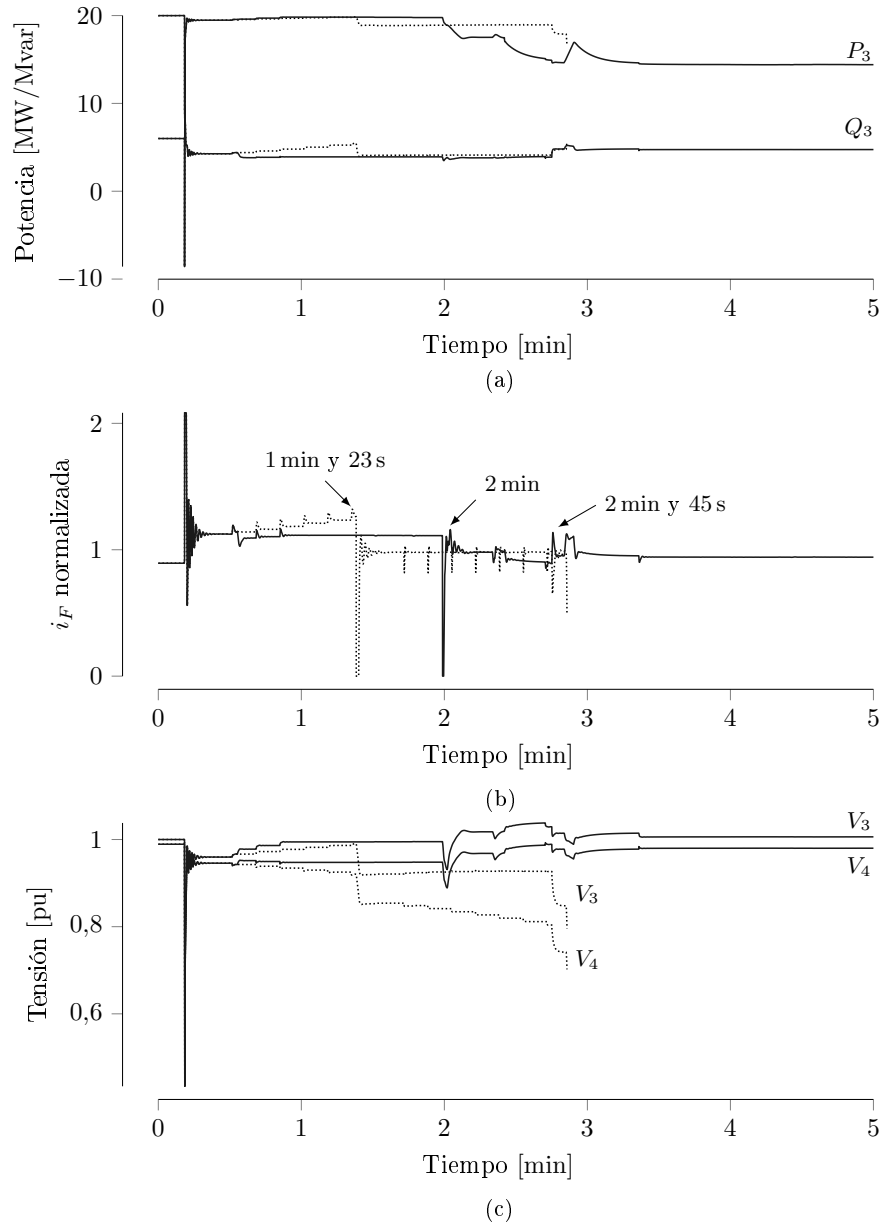 20
10
0
−10
Potencia [MW/Mvar]
P3
Q3
0 1 2 3 4 5
Tiempo [min]
(a)
2
1
0
iF normalizada
1 min y 23 s
2 min
2 min y 45 s
0 1 2 3 4 5
Tiempo [min]
(b)
1
0,8
0,6
Tensión [pu]
V3
V4
V3
V4
0 1 2 3 4 5
Tiempo [min]
(c)